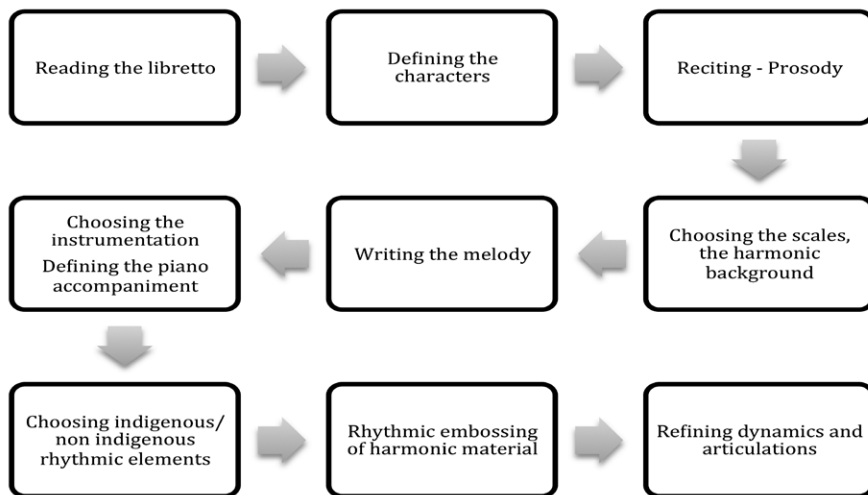 Reading the libretto
Defining the
characters
Reciting - Prosody
Choosing the scales,
the harmonic
background
Writing the melody
Choosing the
instrumentation
Defining the piano
accompaniment
Choosing indigenous/
non indigenous
rhythmic elements
Rhythmic embossing
of harmonic material
Refining dynamics and
articulations